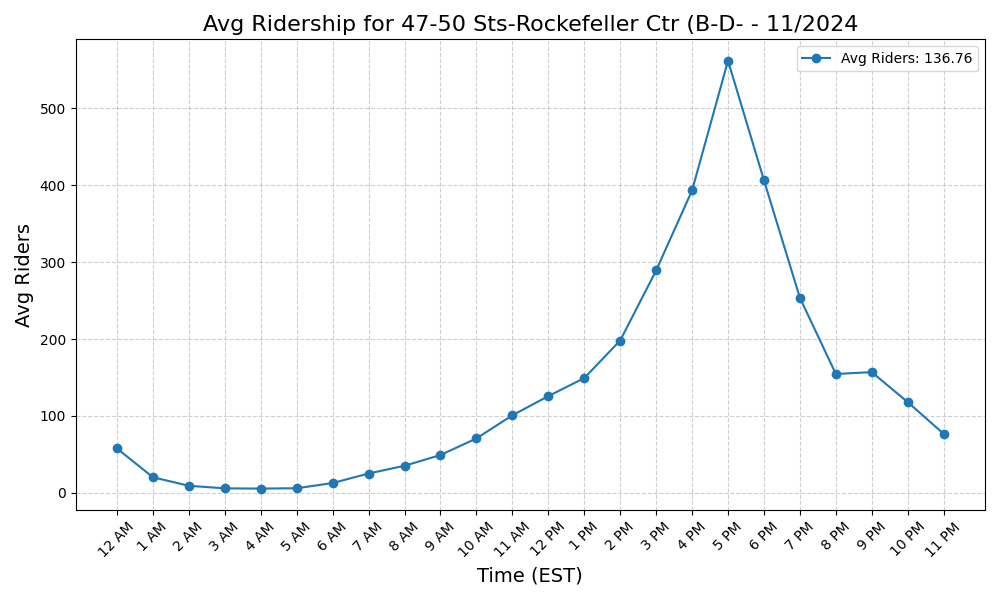 Avg Ridership for 47-50 Sts-Rockefeller Ctr (B-D- - 11/2024
Avg Riders: 136.76
Avg Riders
500
400
300
200
100
0
12 AM
1 AM
2 AM
3 AM
4 AM
5 AM
6 AM
7 AM
8 AM
9 AM
10 AM
11 AM
12 PM
1 PM
2 PM
3 PM
4 PM
5 PM
6 PM
7 PM
8 PM
9 PM
10 PM
11 PM
Time (EST)